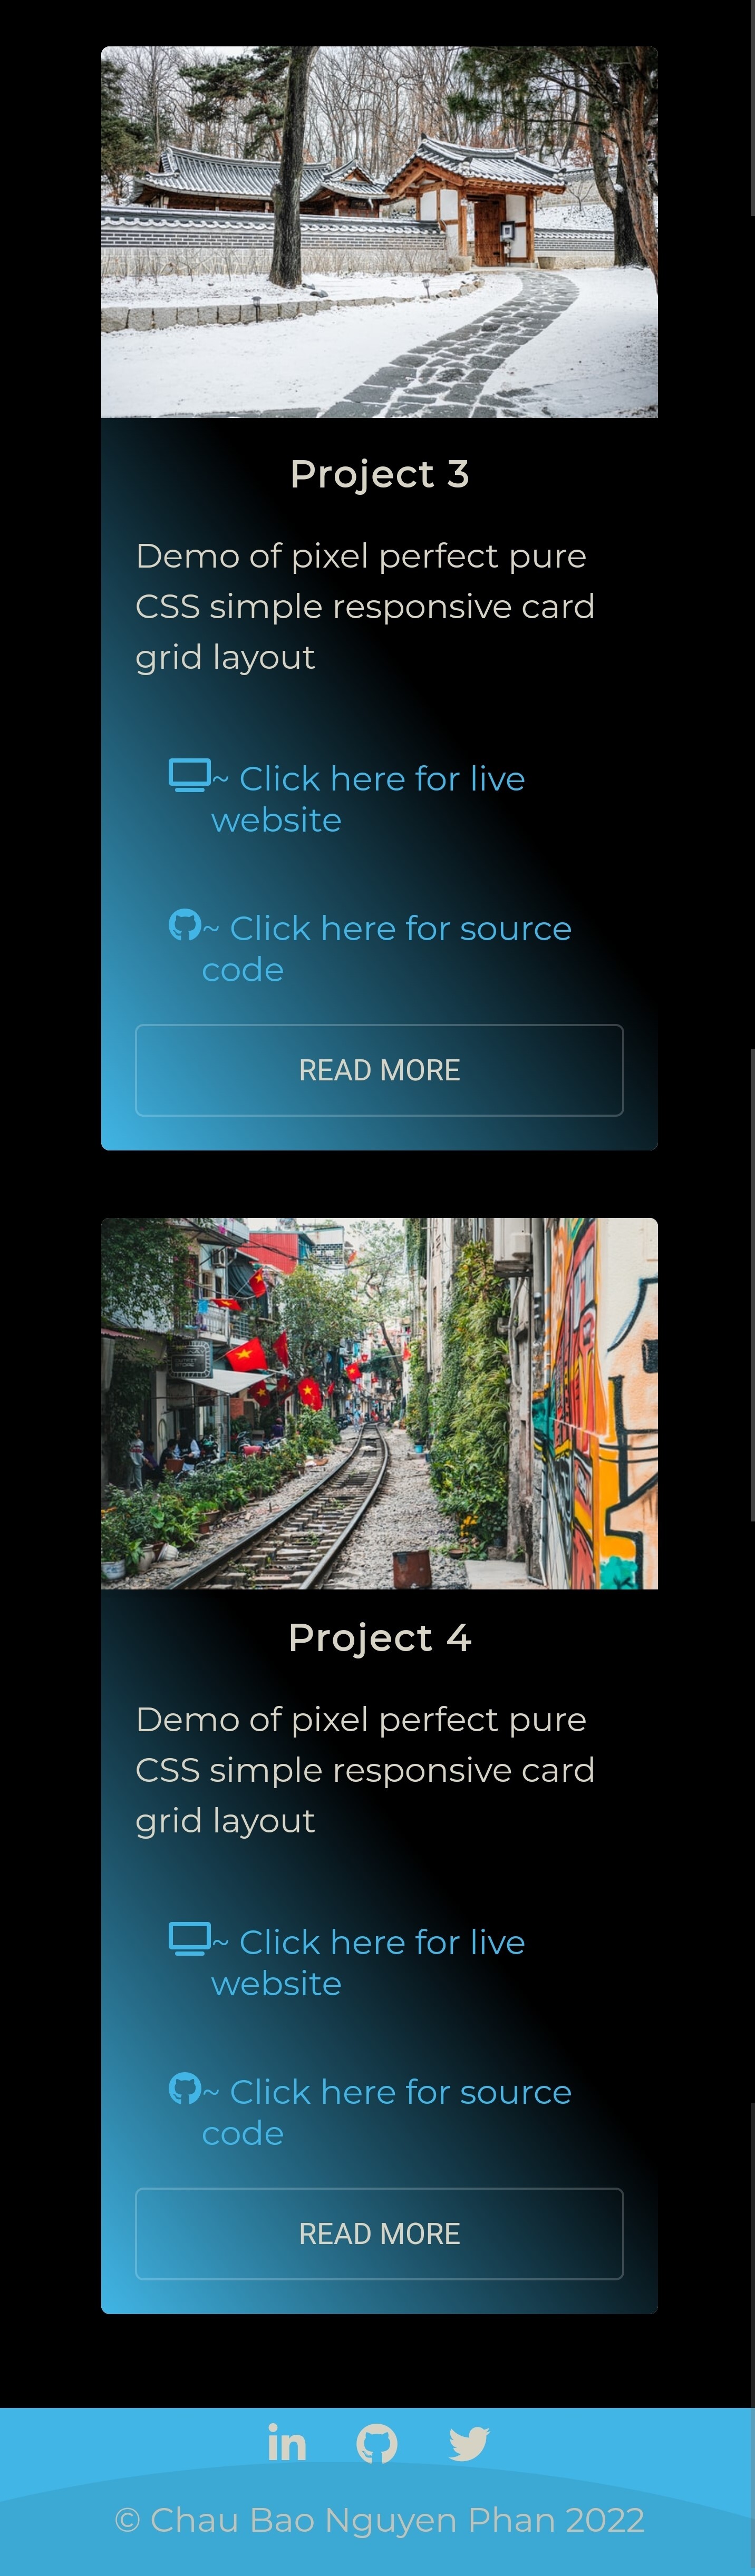 Project 3
Demo of pixel perfect pure
CSS simple responsive card
grid layout
~ Click here for live
website
~ Click here for source
code
READ MORE
Project 4
Demo of pixel perfect pure
CSS simple responsive card
grid layout
~ Click here for live
website
~ Click here for source
code
READ MORE
in
© Chau Bao Nguyen Phan 2022